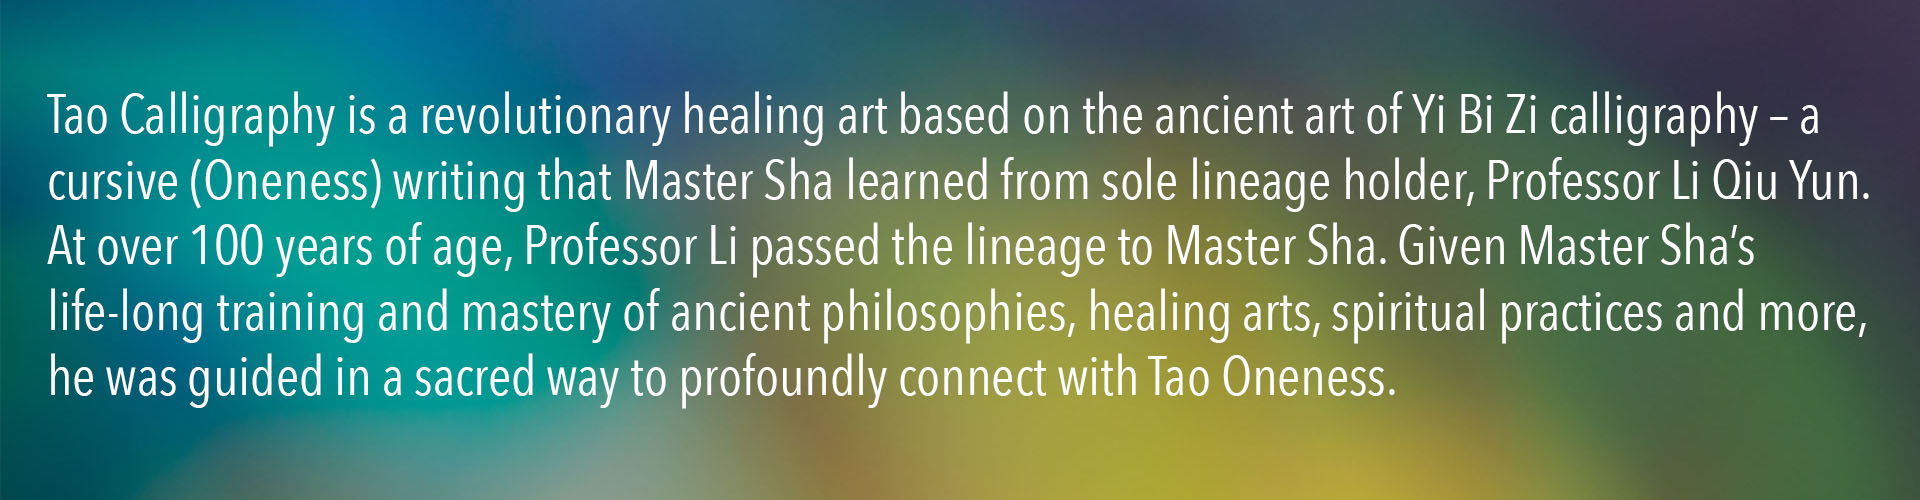 Tao Calligraphy is a revolutionary healing art based on the ancient art of Yi Bi Zi calligraphy – a
cursive (Oneness) writing that Master Sha learned from sole lineage holder, Professor Li Qiu Yun.
At over 100 years of age, Professor Li passed the lineage to Master Sha. Given Master Sha‘s
life-long training and mastery of ancient philosophies, healing arts, spiritual practices and more,
he was guided in a sacred way to profoundly connect with Tao Oneness.